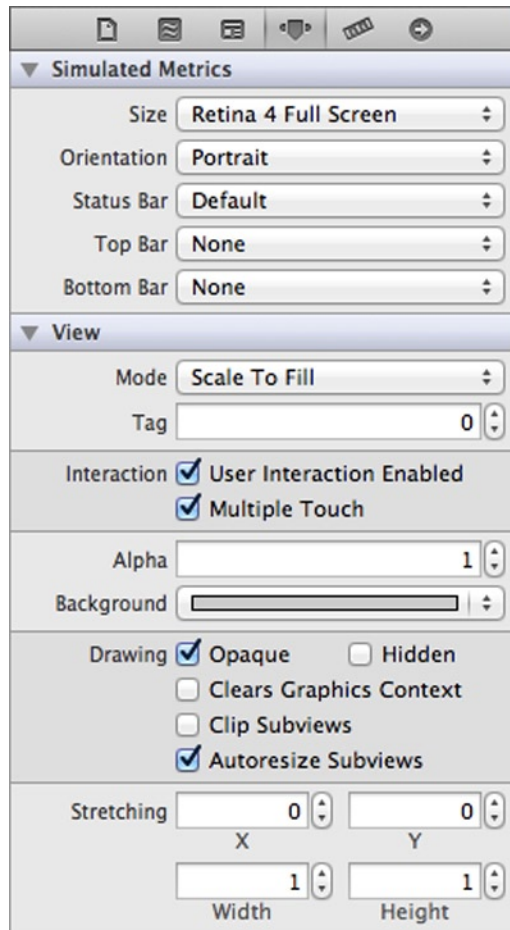 Simulated Metrics
Size Retina 4 Full Screen
Orientation Portrait
Status Bar Default
Top Bar None
Bottom Bar None
View
Mode Scale To Fill
Tag 0
Interaction User Interaction Enabled
Multiple Touch
Alpha 1
Background
Drawing Opaque Hidden
Clears Graphics Context
Clip Subviews
Autoresize Subviews
Stretching 0 0
X Y
1 1
Width Height